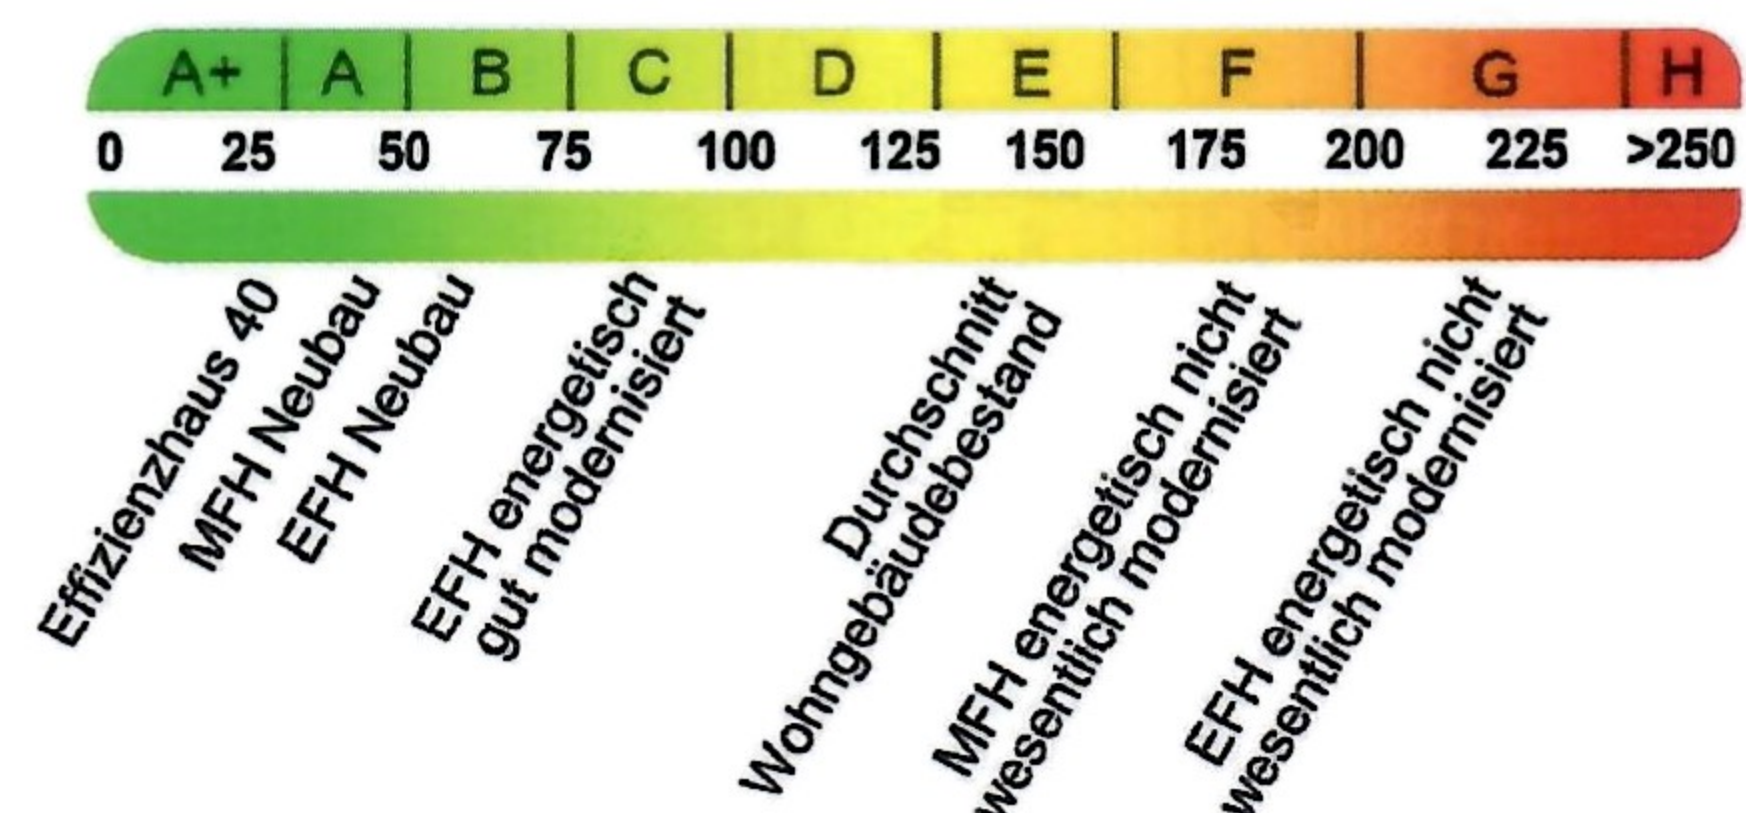 A+ A B C D E F G H
0 25 50 75 100 125 150 175 200 225 >250
Effizienzhaus 40
MFH Neubau
EFH Neubau
EFH energetisch
gut modernisiert
Durchschnitt
Wohngebäudebestand
MFH energetisch nicht
wesentlich modernisiert
EFH energetisch nicht
wesentlich modernisiert